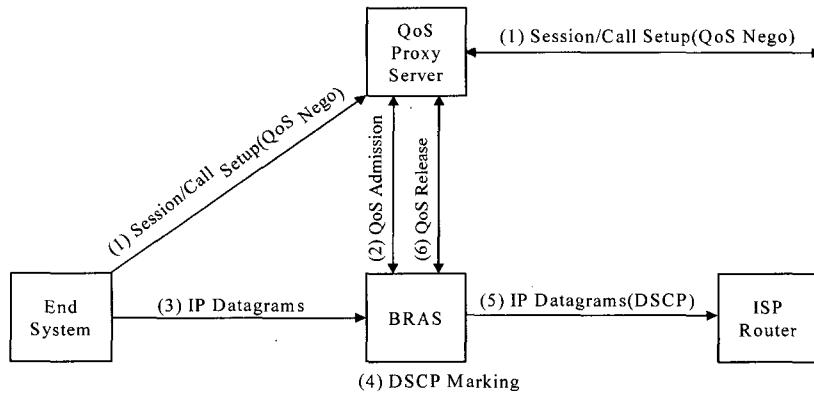 QoS
Proxy
Server
(1) Session/Call Setup(QoS Nego)
(1) Session/Call Setup(QoS Nego)
(2) QoS Admission
(6) QoS Release
End
System
(3) IP Datagrams
BRAS
(5) IP Datagrams(DSCP)
ISP
Router
(4) DSCP Marking